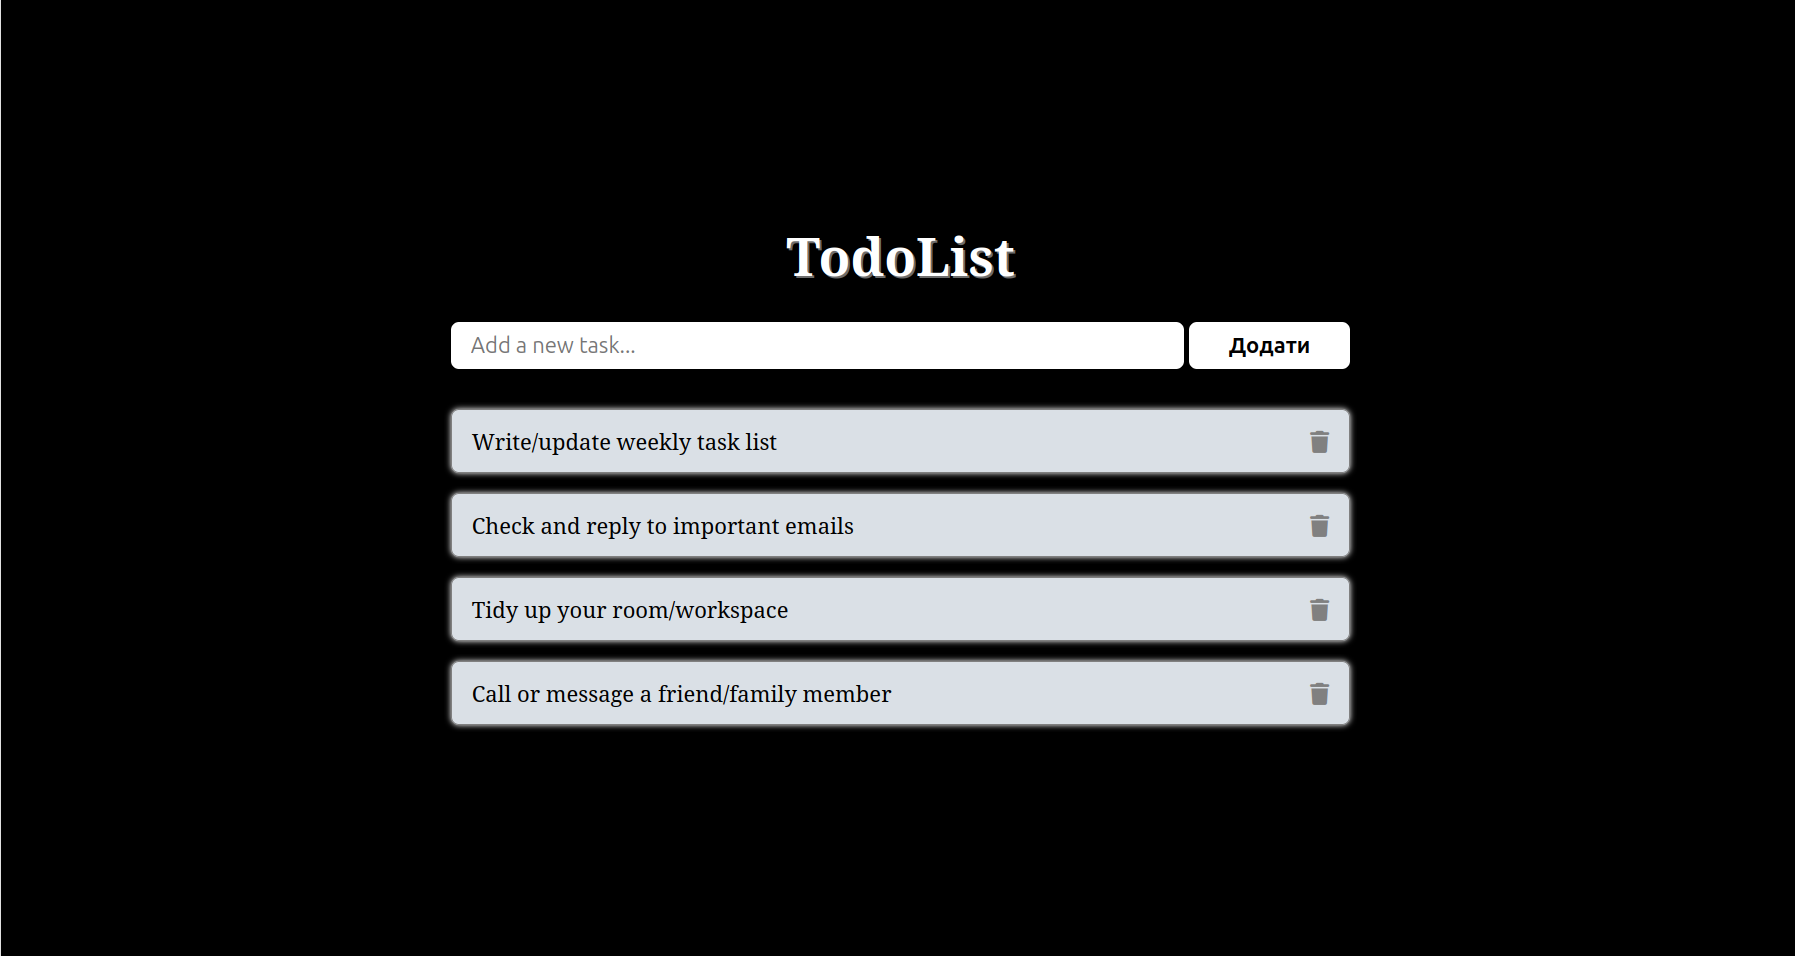 TodoList
Add a new task...
Додати
Write/update weekly task list
Check and reply to important emails
Tidy up your room/workspace
Call or message a friend/family member